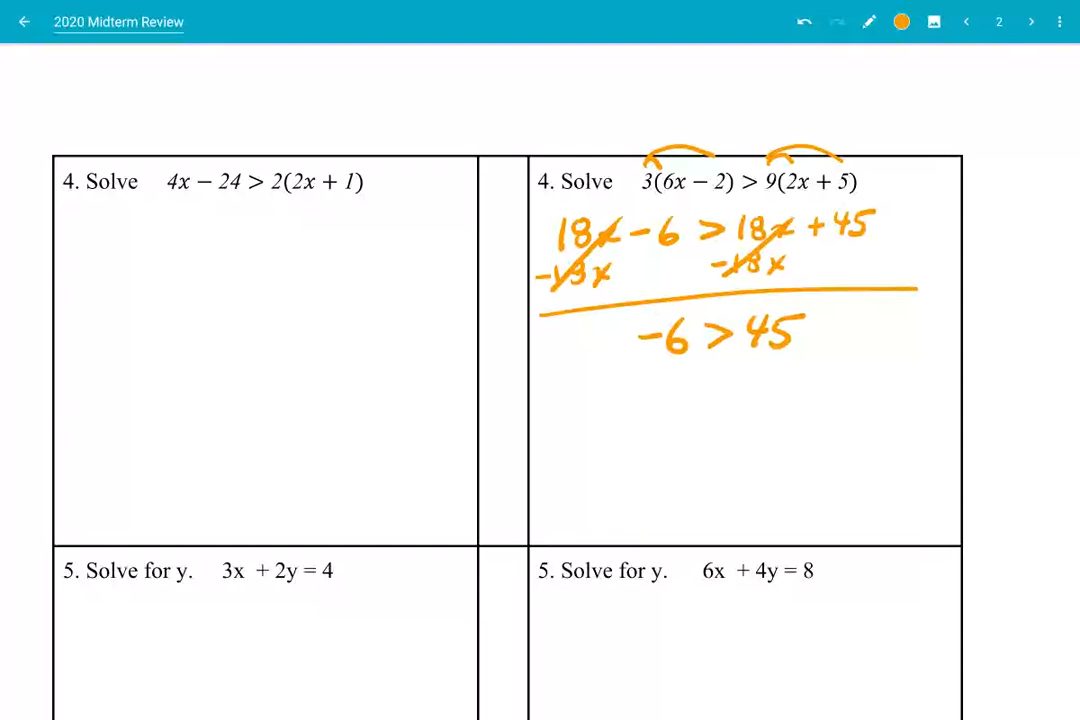 2020 Midterm Review
2
4. Solve 4x − 24 > 2(2x + 1)
4. Solve 3(6x − 2) > 9(2x + 5)
18x - 6 > 18x + 45
-18x -18x
-6 > 45
5. Solve for y. 3x + 2y = 4
5. Solve for y. 6x + 4y = 8